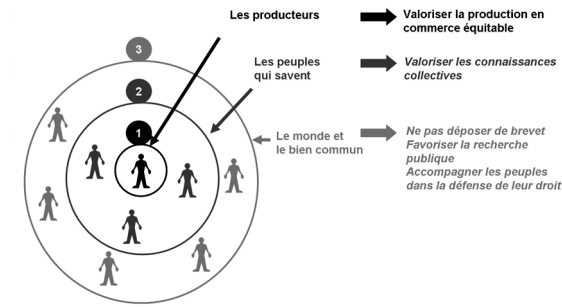 Les producteurs
Valoriser la production en
commerce équitable
3
Les peuples
qui savent
Valoriser les connaissances
collectives
2
1
Le monde et
le bien commun
Ne pas déposer de brevet
Favoriser la recherche
publique
Accompagner les peuples
dans la défense de leur droit